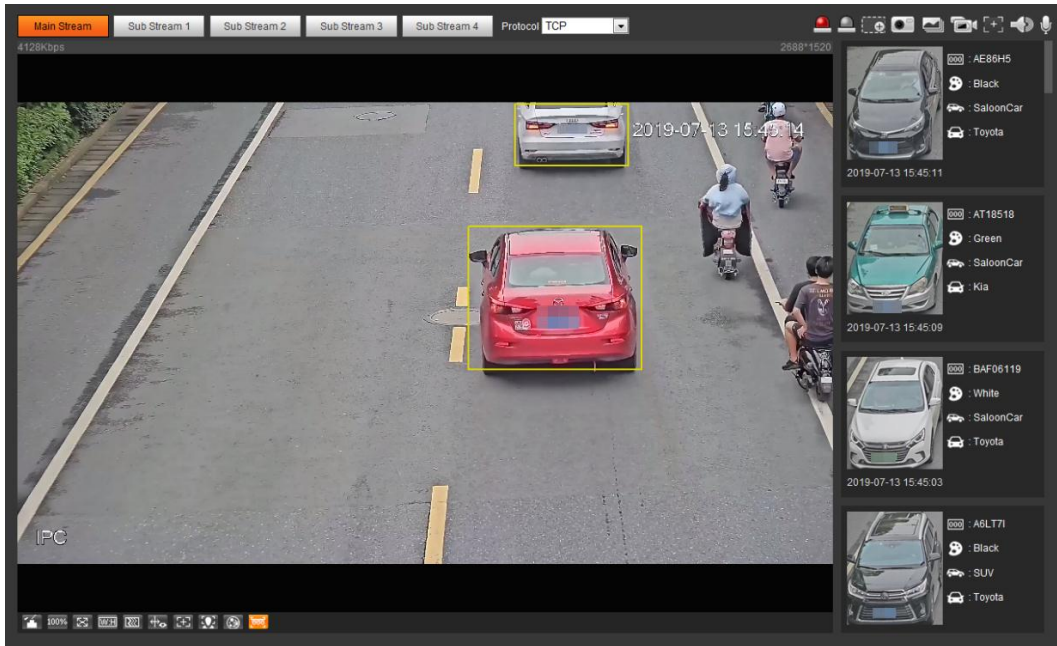 Main Stream
Sub Stream 1
Sub Stream 2
Sub Stream 3
Sub Stream 4
Protocol TCP
4128Kbps
2688*1520
2019-07-13 15:45:14
IPC
100%
W:H
: AE86H5
: Black
: SaloonCar
: Toyota
2019-07-13 15:45:11
: AT18518
: Green
: SaloonCar
: Kia
2019-07-13 15:45:09
: BAF06119
: White
: SaloonCar
: Toyota
2019-07-13 15:45:03
: A6LT7I
: Black
: SUV
: Toyota